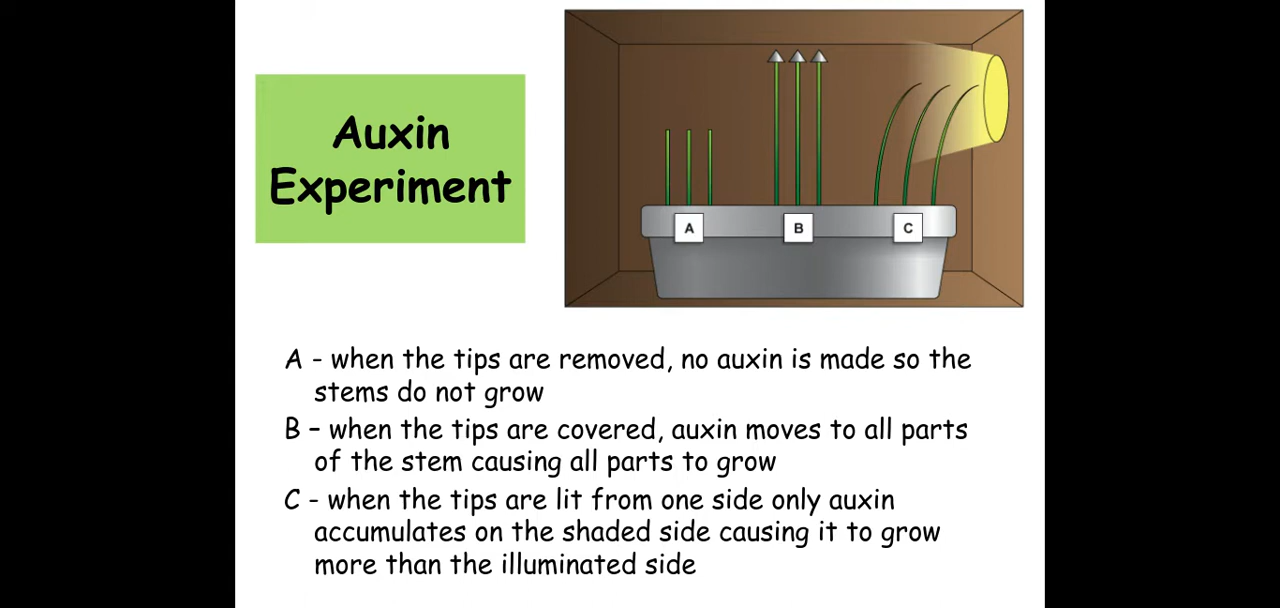 Auxin
Experiment
A
B
C
A - when the tips are removed, no auxin is made so the
stems do not grow
B – when the tips are covered, auxin moves to all parts
of the stem causing all parts to grow
C - when the tips are lit from one side only auxin
accumulates on the shaded side causing it to grow
more than the illuminated side